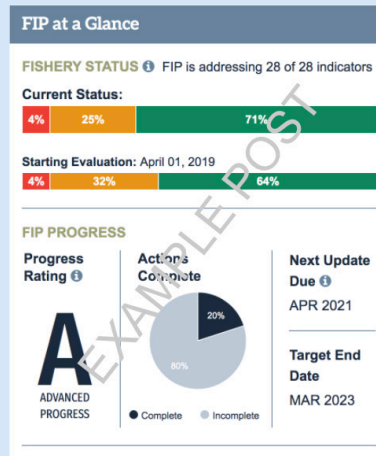 FIP at a Glance
FISHERY STATUS FIP is addressing 28 of 28 indicators
Current Status:
4% 25% 71%
Starting Evaluation: April 01, 2019
4% 32% 64%
FIP PROGRESS
Progress
Rating
A
ADVANCED
PROGRESS
Actions
Complete
20%
80%
Complete Incomplete
Next Update
Due
APR 2021
Target End
Date
MAR 2023
EXAMPLE POST